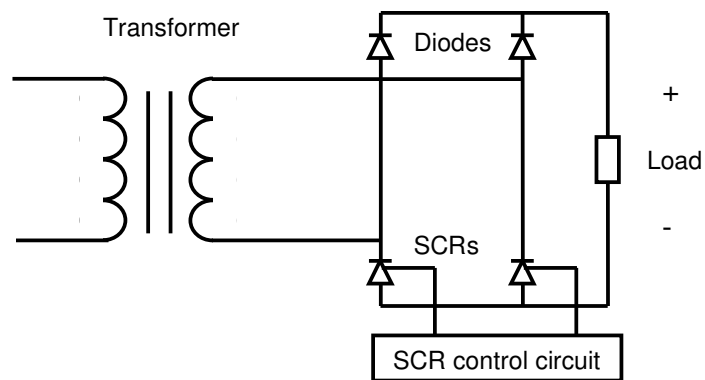 Transformer
Diodes
+
Load
-
SCRs
SCR control circuit